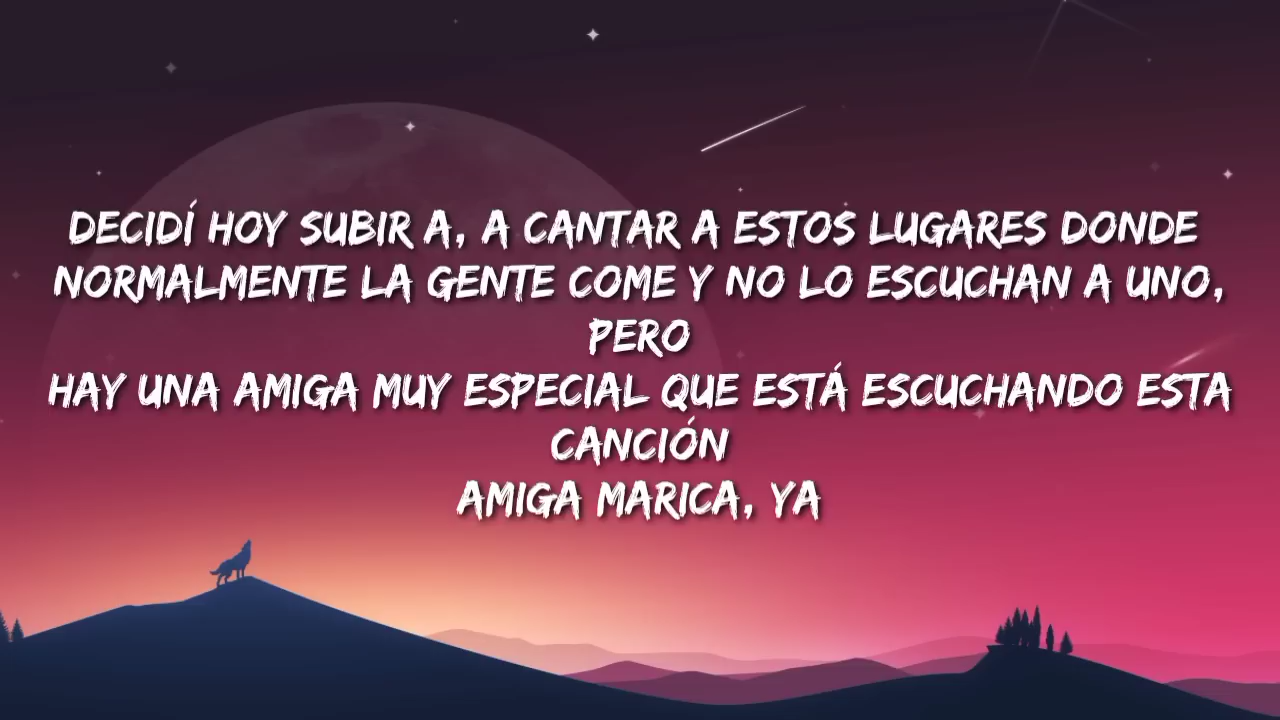 DECIDÍ HOY SUBIR A, A CANTAR A ESTOS LUGARES DONDE
NORMALMENTE LA GENTE COME Y NO LO ESCUCHAN A UNO,
PERO
HAY UNA AMIGA MUY ESPECIAL QUE ESTÁ ESCUCHANDO ESTA
CANCIÓN
AMIGA MARICA, YA